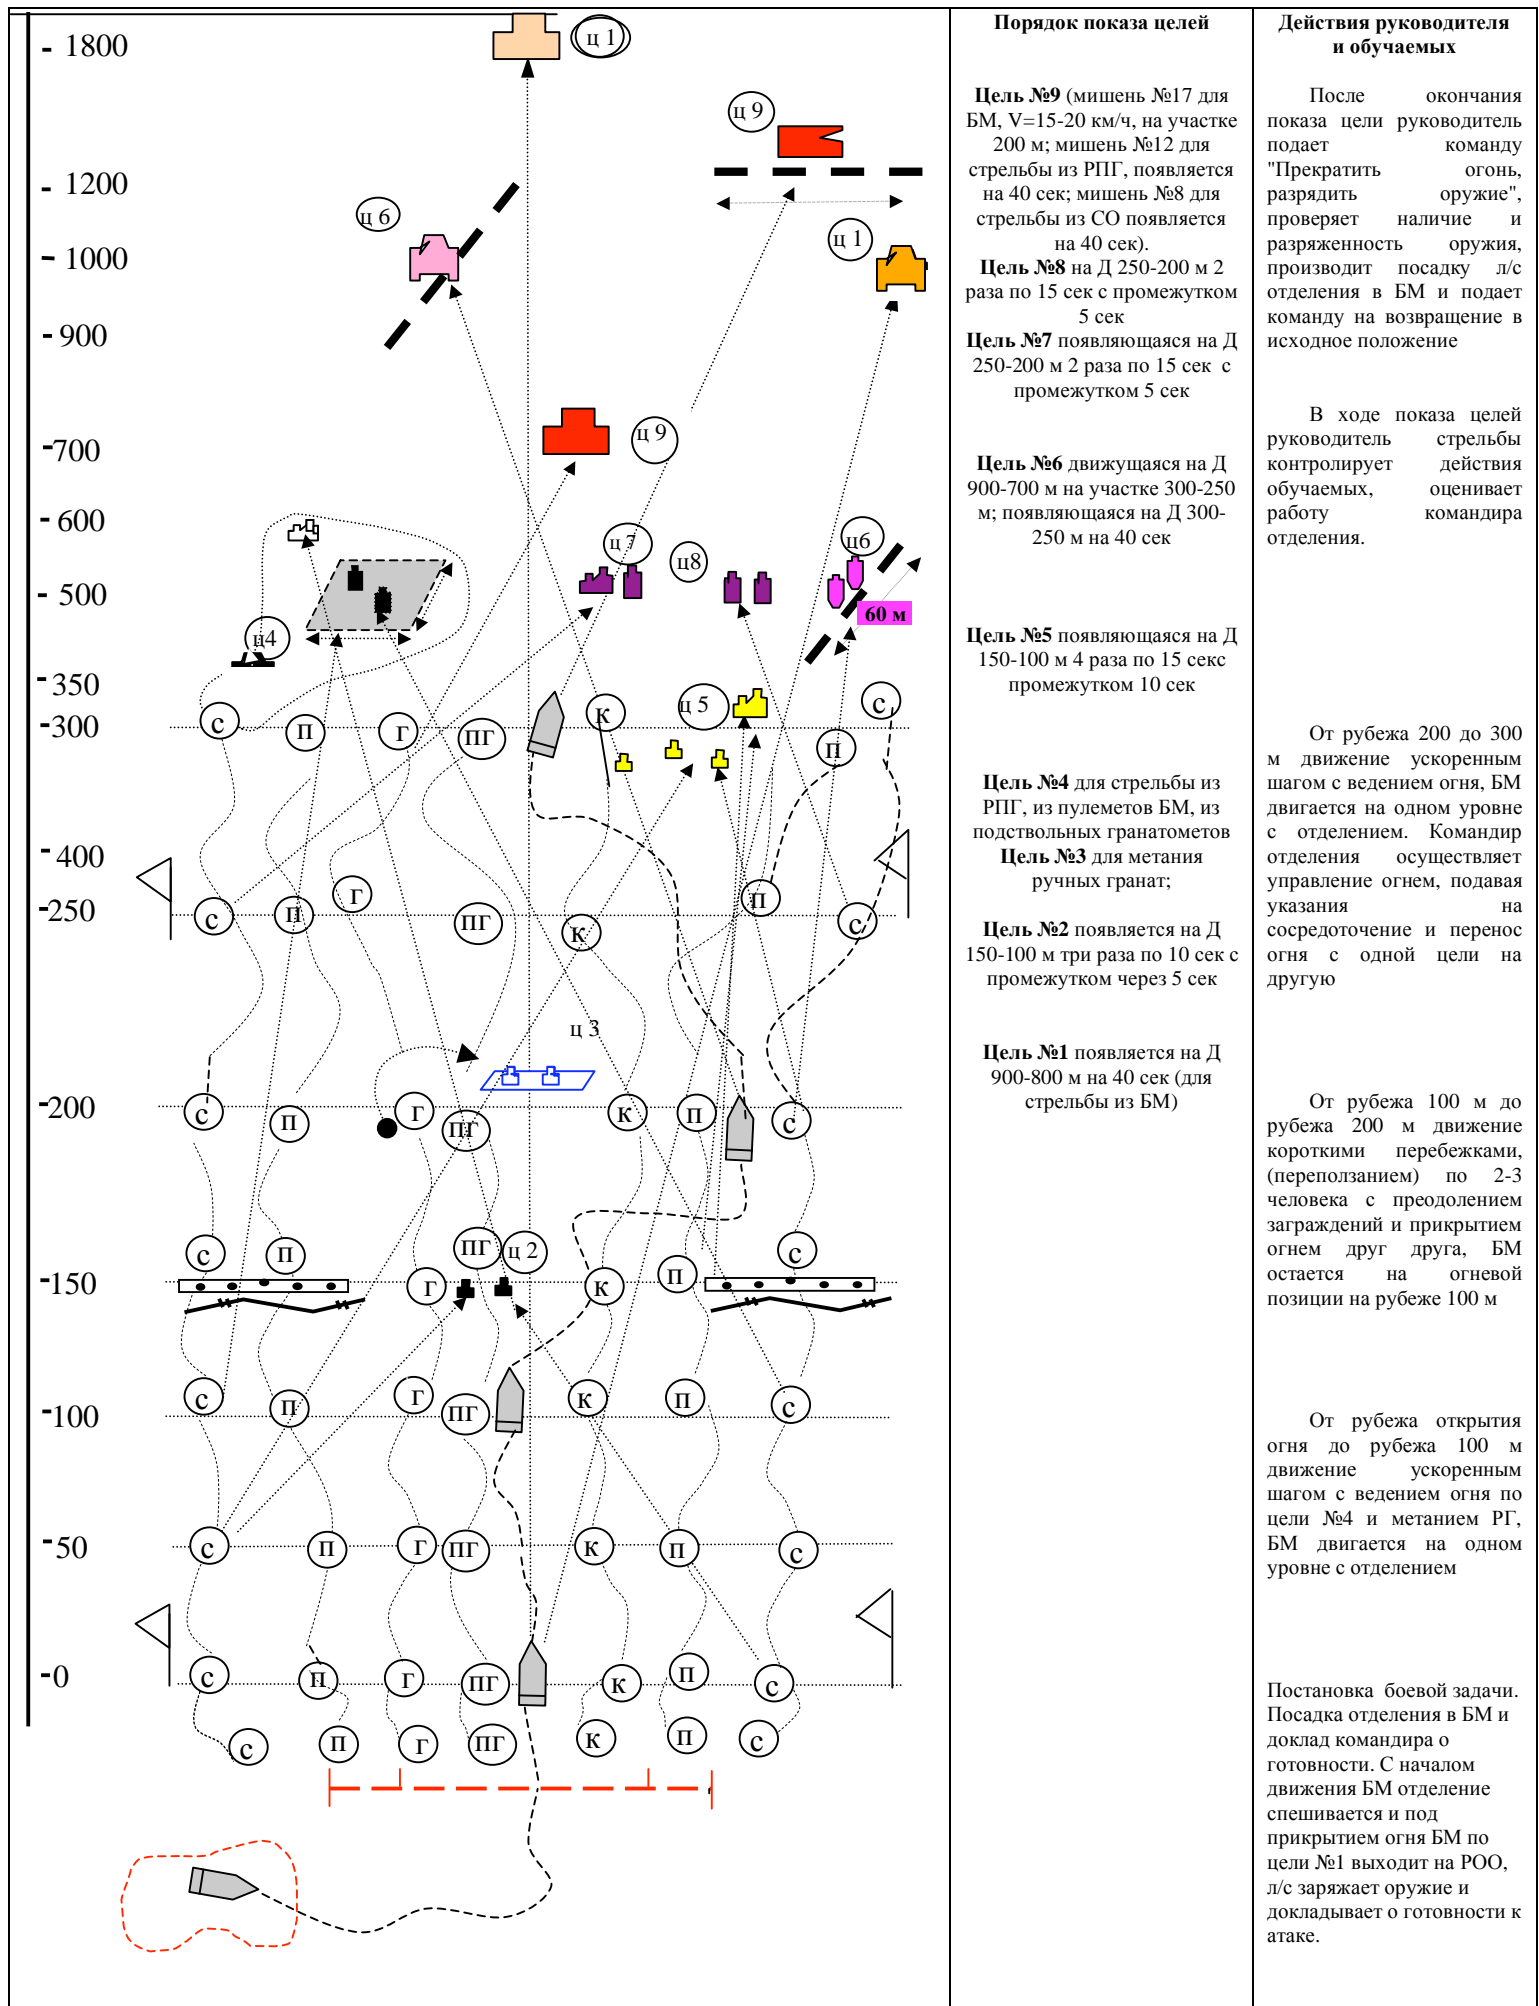 Порядок показа целей
Действия руководителя
и обучаемых
- 1800
ц 1
ц 9
- 1200
ц 6
ц 1
- 1000
- 900
ц 9
-700
- 600
ц 7
ц8
ц6
- 500
60 м
ц4
- 350
с
п
г
ПГ
К
ц 5
п
с
-300
- 400
-250
с
п
г
ПГ
К
п
с
ц 3
-200
с
п
г
ПГ
К
п
с
с
п
ПГ
ц 2
с
-150
г
К
п
с
п
г
ПГ
К
п
с
-100
-50
с
п
г
ПГ
К
п
с
-0
с
п
г
ПГ
К
п
с
с
п
г
ПГ
К
п
с
Цель №9 (мишень №17 для
БМ, V=15-20 км/ч, на участке
200 м; мишень №12 для
стрельбы из РПГ, появляется
на 40 сек; мишень №8 для
стрельбы из СО появляется
на 40 сек).
Цель №8 на Д 250-200 м 2
раза по 15 сек с промежутком
5 сек
Цель №7 появляющаяся на Д
250-200 м 2 раза по 15 сек с
промежутком 5 сек
Цель №6 движущаяся на Д
900-700 м на участке 300-250
м; появляющаяся на Д 300-
250 м на 40 сек
Цель №5 появляющаяся на Д
150-100 м 4 раза по 15 секс
промежутком 10 сек
Цель №4 для стрельбы из
РПГ, из пулеметов БМ, из
подствольных гранатометов
Цель №3 для метания
ручных гранат;
Цель №2 появляется на Д
150-100 м три раза по 10 сек с
промежутком через 5 сек
Цель №1 появляется на Д
900-800 м на 40 сек (для
стрельбы из БМ)
После окончания
показа цели руководитель
подает команду
"Прекратить огонь,
разрядить оружие",
проверяет наличие и
разряженность оружия,
производит посадку л/с
отделения в БМ и подает
команду на возвращение в
исходное положение
В ходе показа целей
руководитель стрельбы
контролирует действия
обучаемых, оценивает
работу командира
отделения.
От рубежа 200 до 300
м движение ускоренным
шагом с ведением огня, БМ
двигается на одном уровне
с отделением. Командир
отделения осуществляет
управление огнем, подавая
указания на
сосредоточение и перенос
огня с одной цели на
другую
От рубежа 100 м до
рубежа 200 м движение
короткими перебежками,
(переползанием) по 2-3
человека с преодолением
заграждений и прикрытием
огнем друг друга, БМ
остается на огневой
позиции на рубеже 100 м
От рубежа открытия
огня до рубежа 100 м
движение ускоренным
шагом с ведением огня по
цели №4 и метанием РГ,
БМ двигается на одном
уровне с отделением
Постановка боевой задачи.
Посадка отделения в БМ и
доклад командира о
готовности. С началом
движения БМ отделение
спешивается и под
прикрытием огня БМ по
цели №1 выходит на РОО,
л/с заряжает оружие и
докладывает о готовности к
атаке.